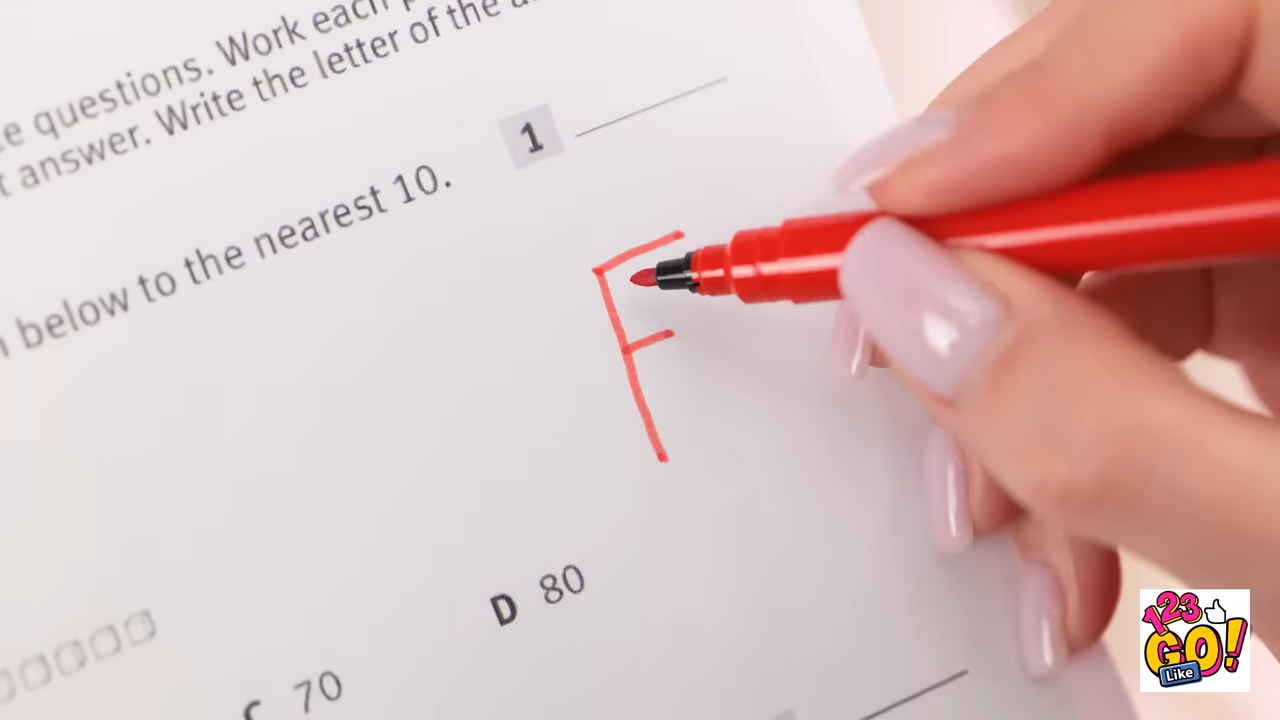 questions. Work each
answer. Write the letter of the
1
below to the nearest 10.
F
D 80
C 70
123
GO!
Like